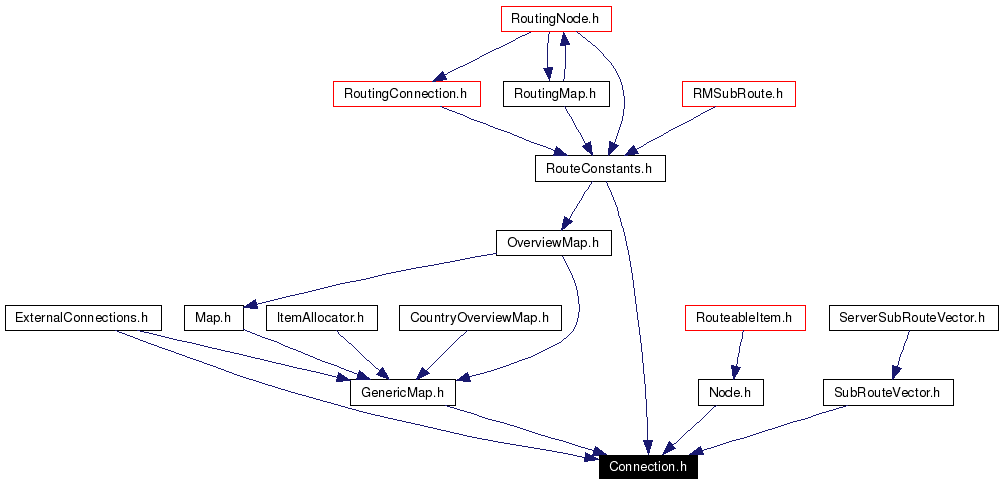 RoutingNode.h
RoutingConnection.h
RoutingMap.h
RMSubRoute.h
RouteConstants.h
OverviewMap.h
ExternalConnections.h
Map.h
ItemAllocator.h
CountryOverviewMap.h
RouteableItem.h
ServerSubRouteVector.h
GenericMap.h
Node.h
SubRouteVector.h
Connection.h